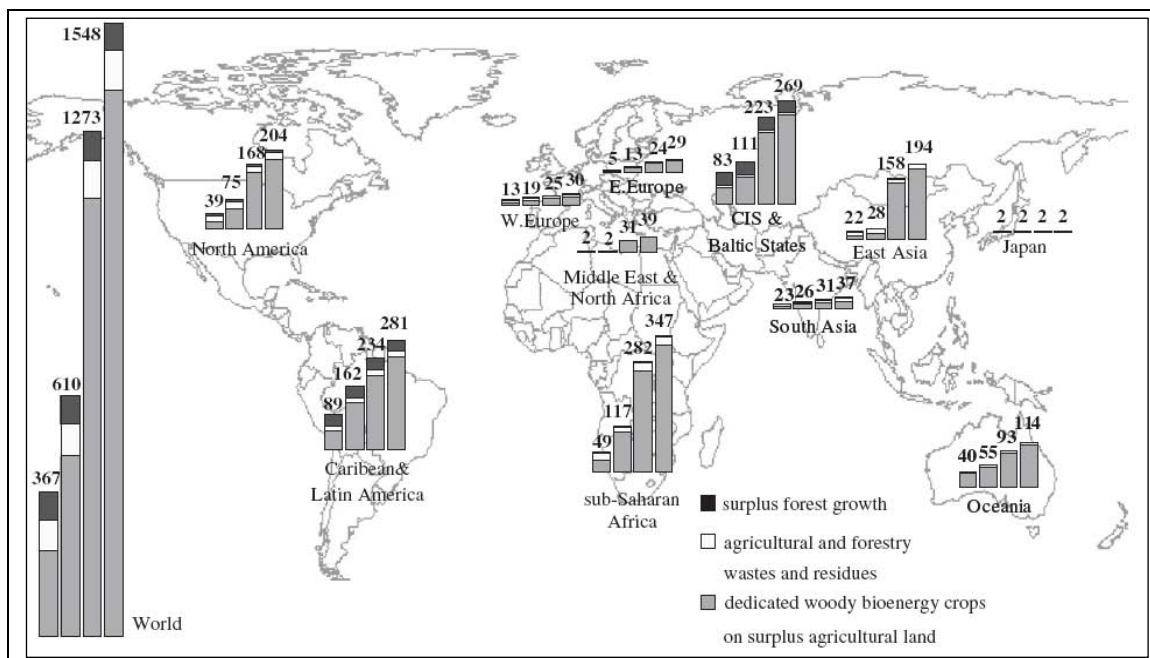 1548
1273
610
367
World
39
75
168
204
North America
89
162
234
281
Caribean&
Latin America
13 19 25 30
W.Europe
5 13 24 29
E.Europe
2 2 31 39
Middle East &
North Africa
49
117
282
347
sub-Saharan
Africa
83
111
223
269
CIS &
Baltic States
22 28
158
194
East Asia
2 2 2 2
Japan
23 26 31 37
South Asia
40 55 93 114
Oceania
surplus forest growth
agricultural and forestry
wastes and residues
dedicated woody bioenergy crops
on surplus agricultural land